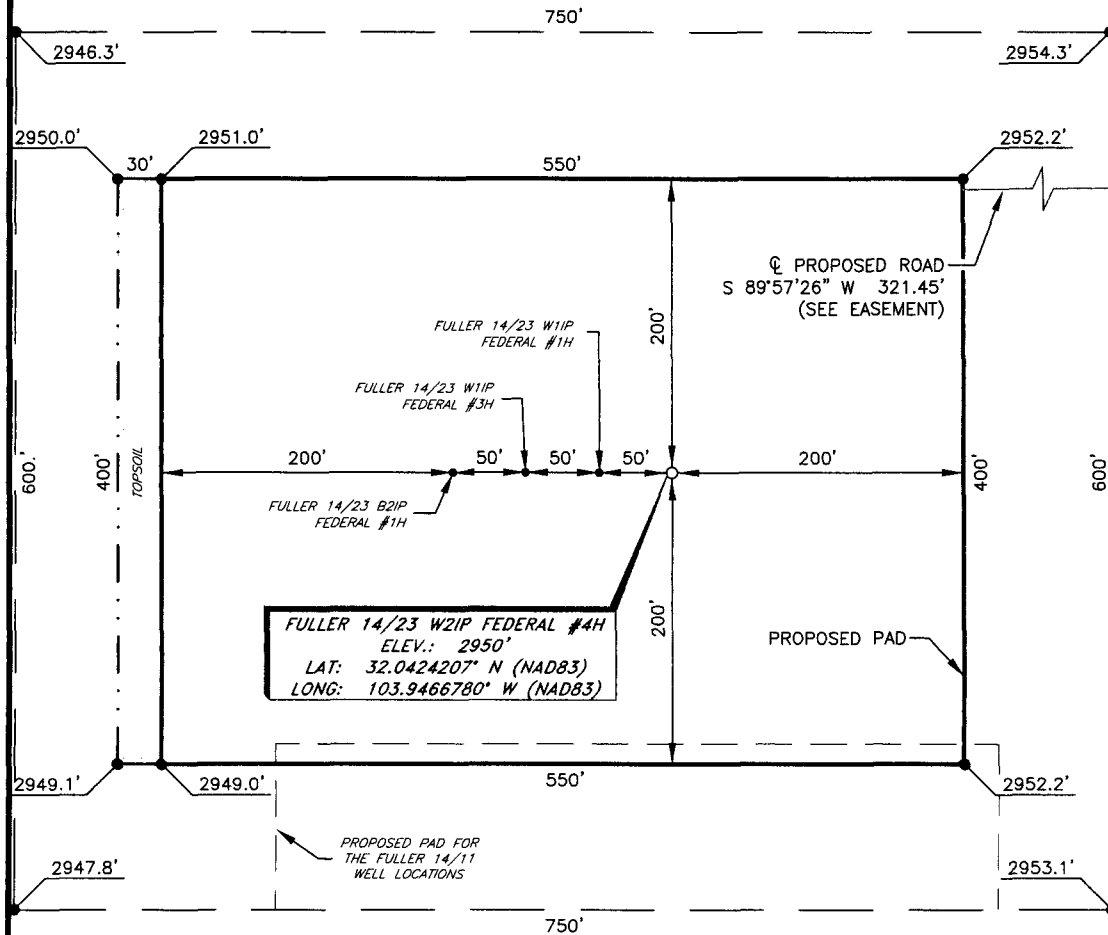 750'
2946.3'
2954.3'
2950.0'
2951.0'
2952.2'
30'
550'
℄ PROPOSED ROAD
S 89°57'26" W 321.45'
(SEE EASEMENT)
200'
FULLER 14/23 W1IP
FEDERAL #1H
FULLER 14/23 W1IP
FEDERAL #3H
600.'
400'
TOPSOIL
200'
50'
50'
50'
200'
400'
600'
FULLER 14/23 B2IP
FEDERAL #1H
200'
FULLER 14/23 W2IP FEDERAL #4H
ELEV.: 2950'
LAT: 32.0424207° N (NAD83)
LONG: 103.9466780° W (NAD83)
PROPOSED PAD
2949.1'
2949.0'
550'
2952.2'
PROPOSED PAD FOR
THE FULLER 14/11
WELL LOCATIONS
2947.8'
2953.1'
750'